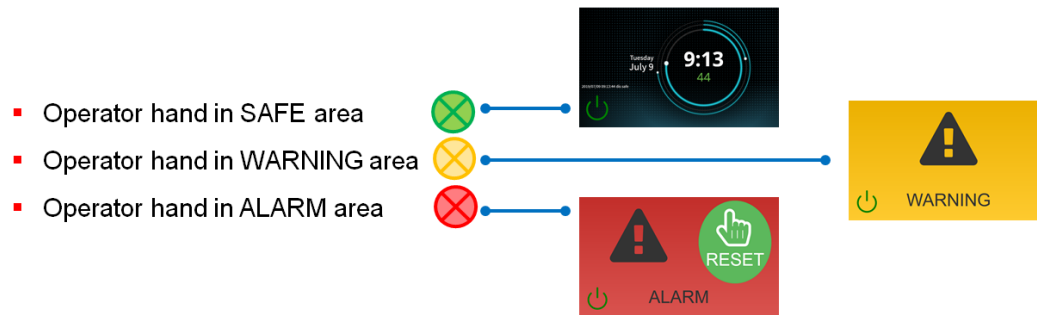 Tuesday
July 9
9:13
44
Operator hand in SAFE area
Operator hand in WARNING area
Operator hand in ALARM area
WARNING
RESET
ALARM